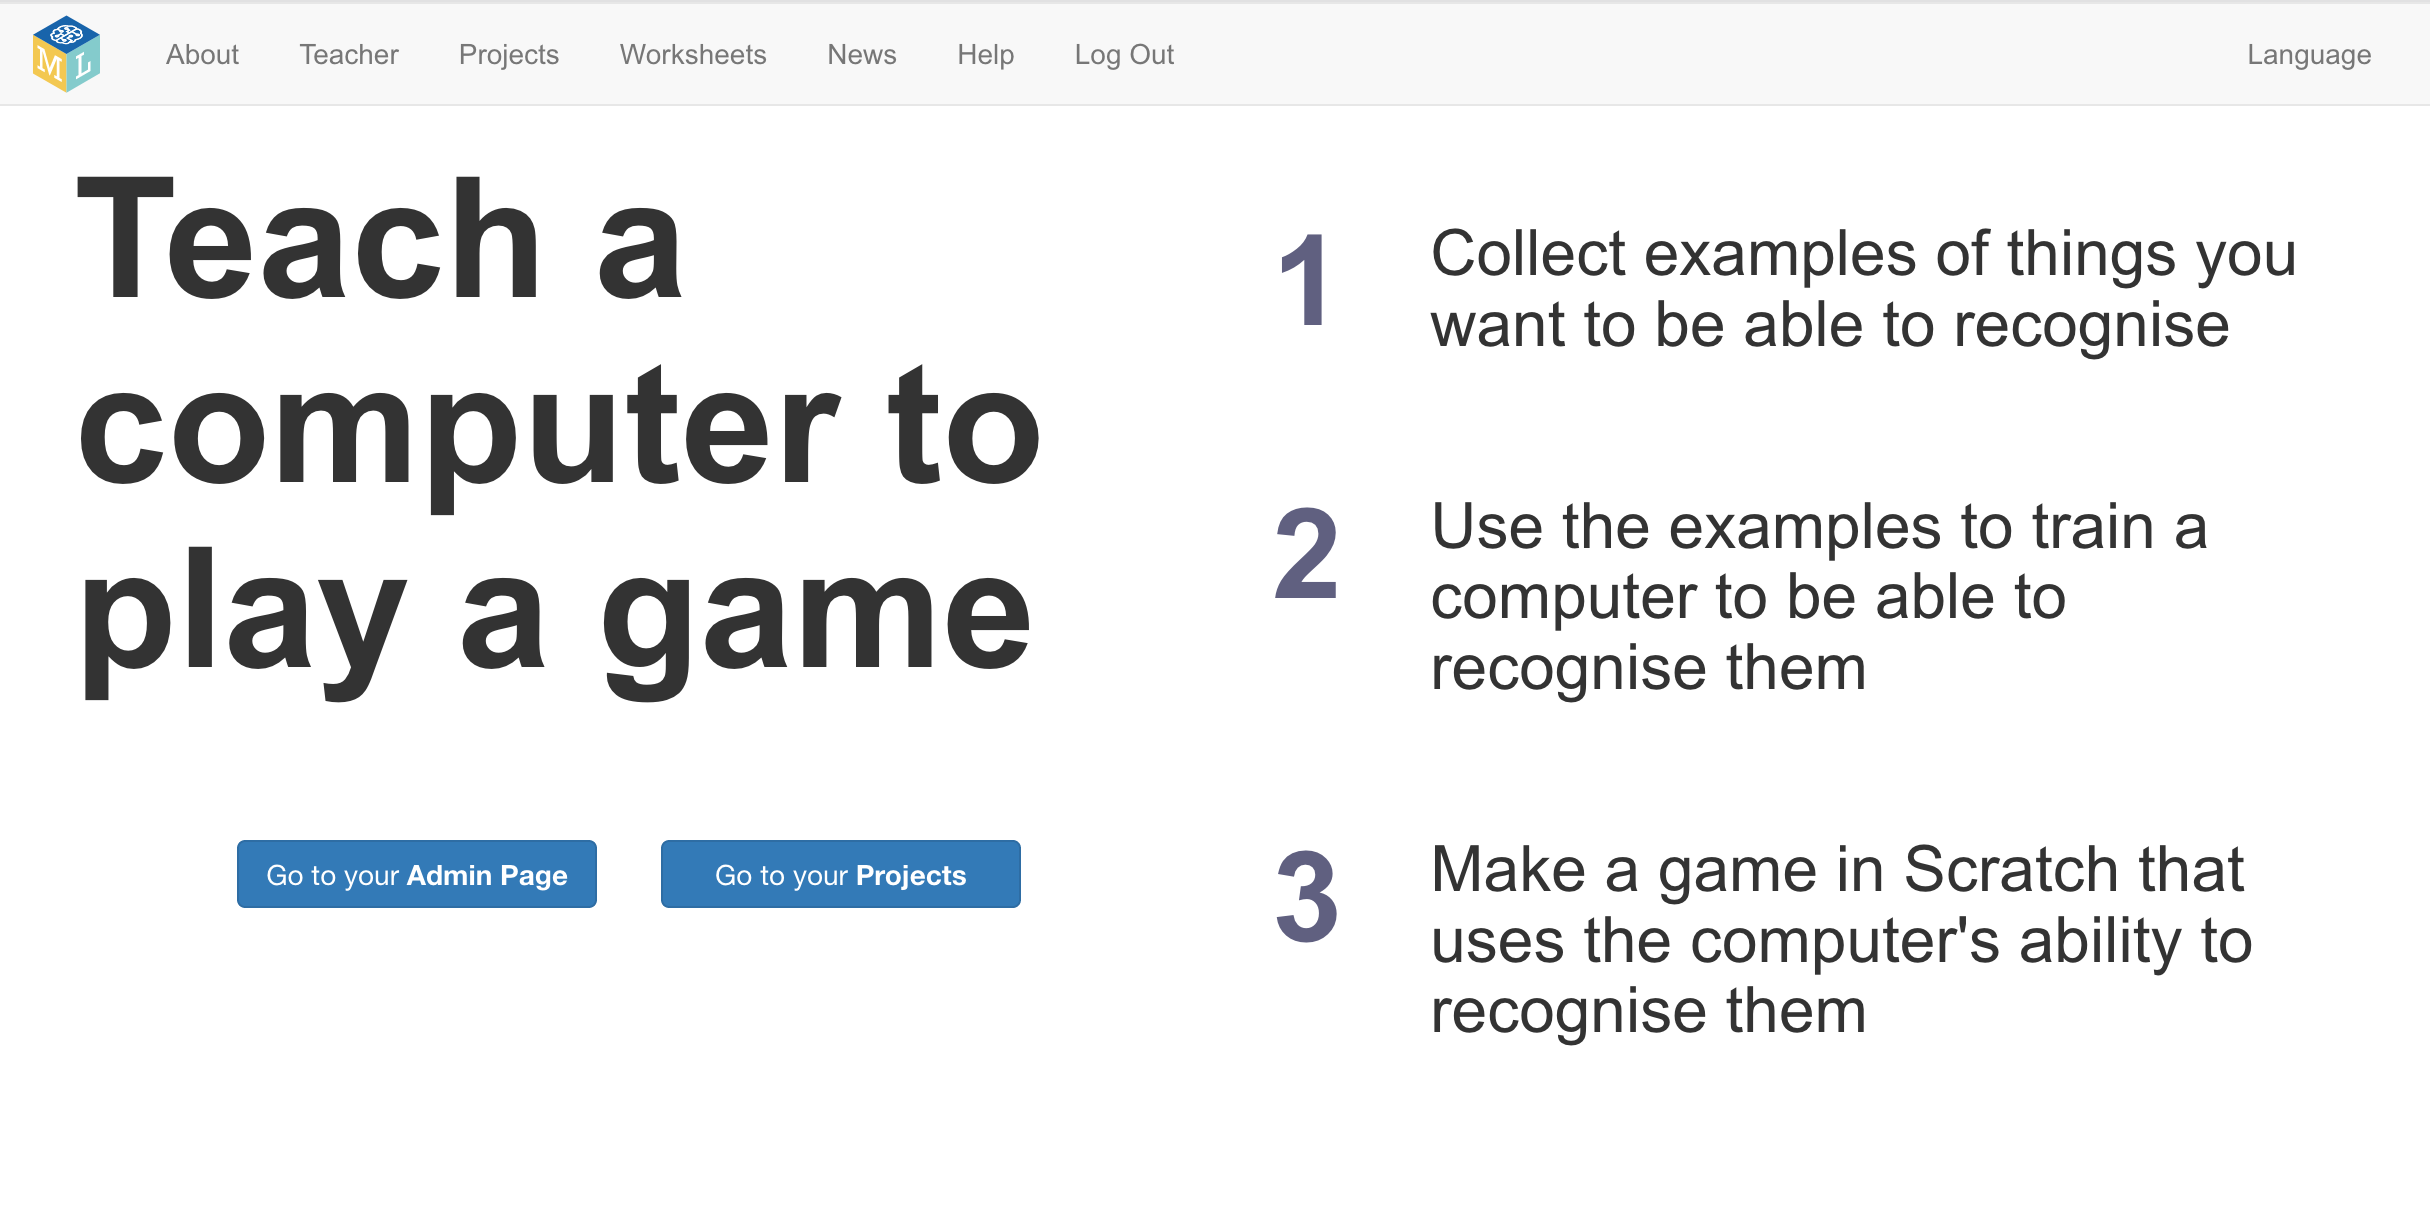 M L
About Teacher Projects Worksheets News Help Log Out Language
Teach a
computer to
play a game
Go to your Admin Page
Go to your Projects
1
Collect examples of things you
want to be able to recognise
2
Use the examples to train a
computer to be able to
recognise them
3
Make a game in Scratch that
uses the computer's ability to
recognise them